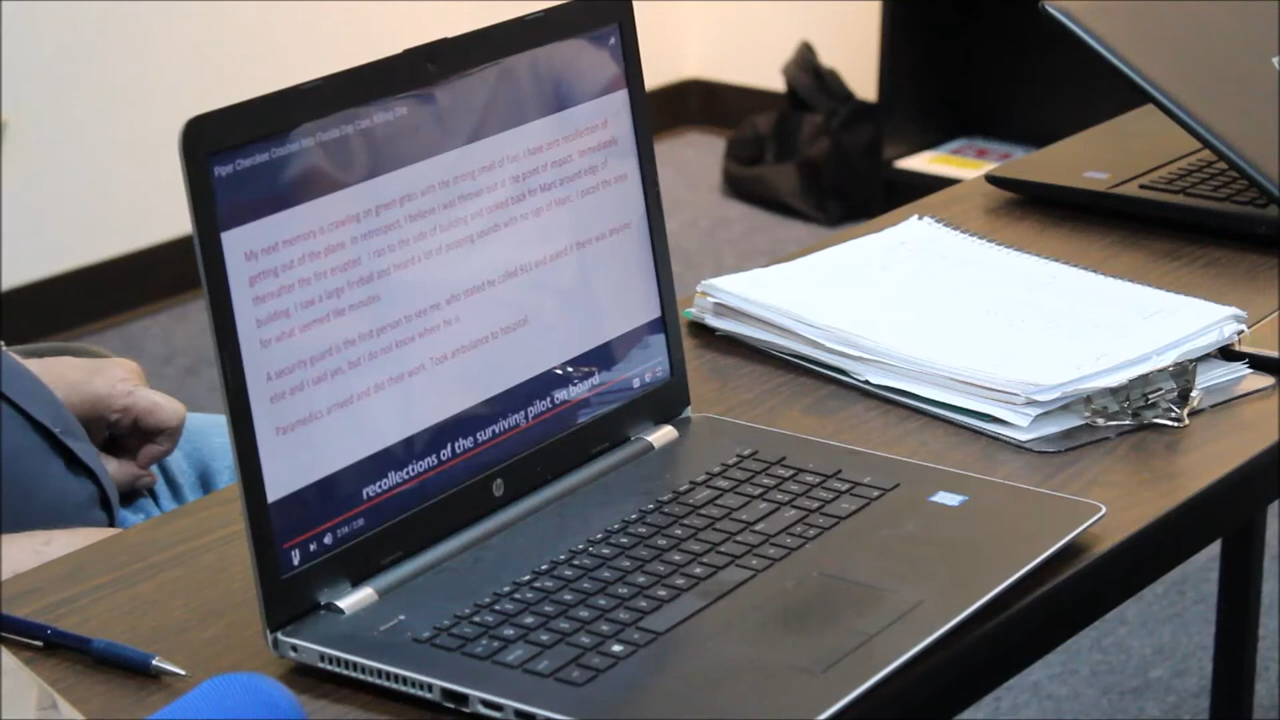 Piper Cherokee Crashes Into Florida Day Care, Killing One
My next memory is crawling on green grass with the strong smell of fuel. I have zero recollection of
getting out of the plane. In retrospect, I believe I was thrown out at the point of impact. Immediately
thereafter the fire erupted. I ran to the side of building and looked back for Marc around edge of
building. I saw a large fireball and heard a lot of popping sounds with no sign of Marc. I paced the area
for what seemed like minutes.
A security guard is the first person to see me, who stated he called 911 and asked if there was anyone
else and I said yes, but I do not know where he is.
Paramedics arrived and did their work. Took ambulance to hospital.
recollections of the surviving pilot on board
hp